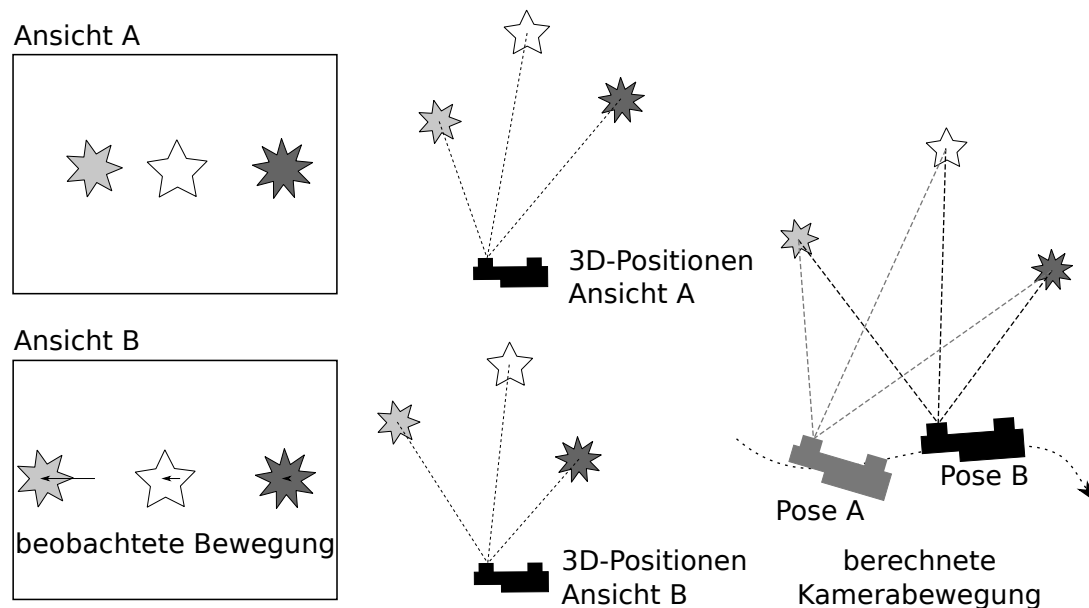 Ansicht A
3D-Positionen
Ansicht A
Ansicht B
beobachtete Bewegung
3D-Positionen
Ansicht B
Pose A
Pose B
berechnete
Kamerabewegung